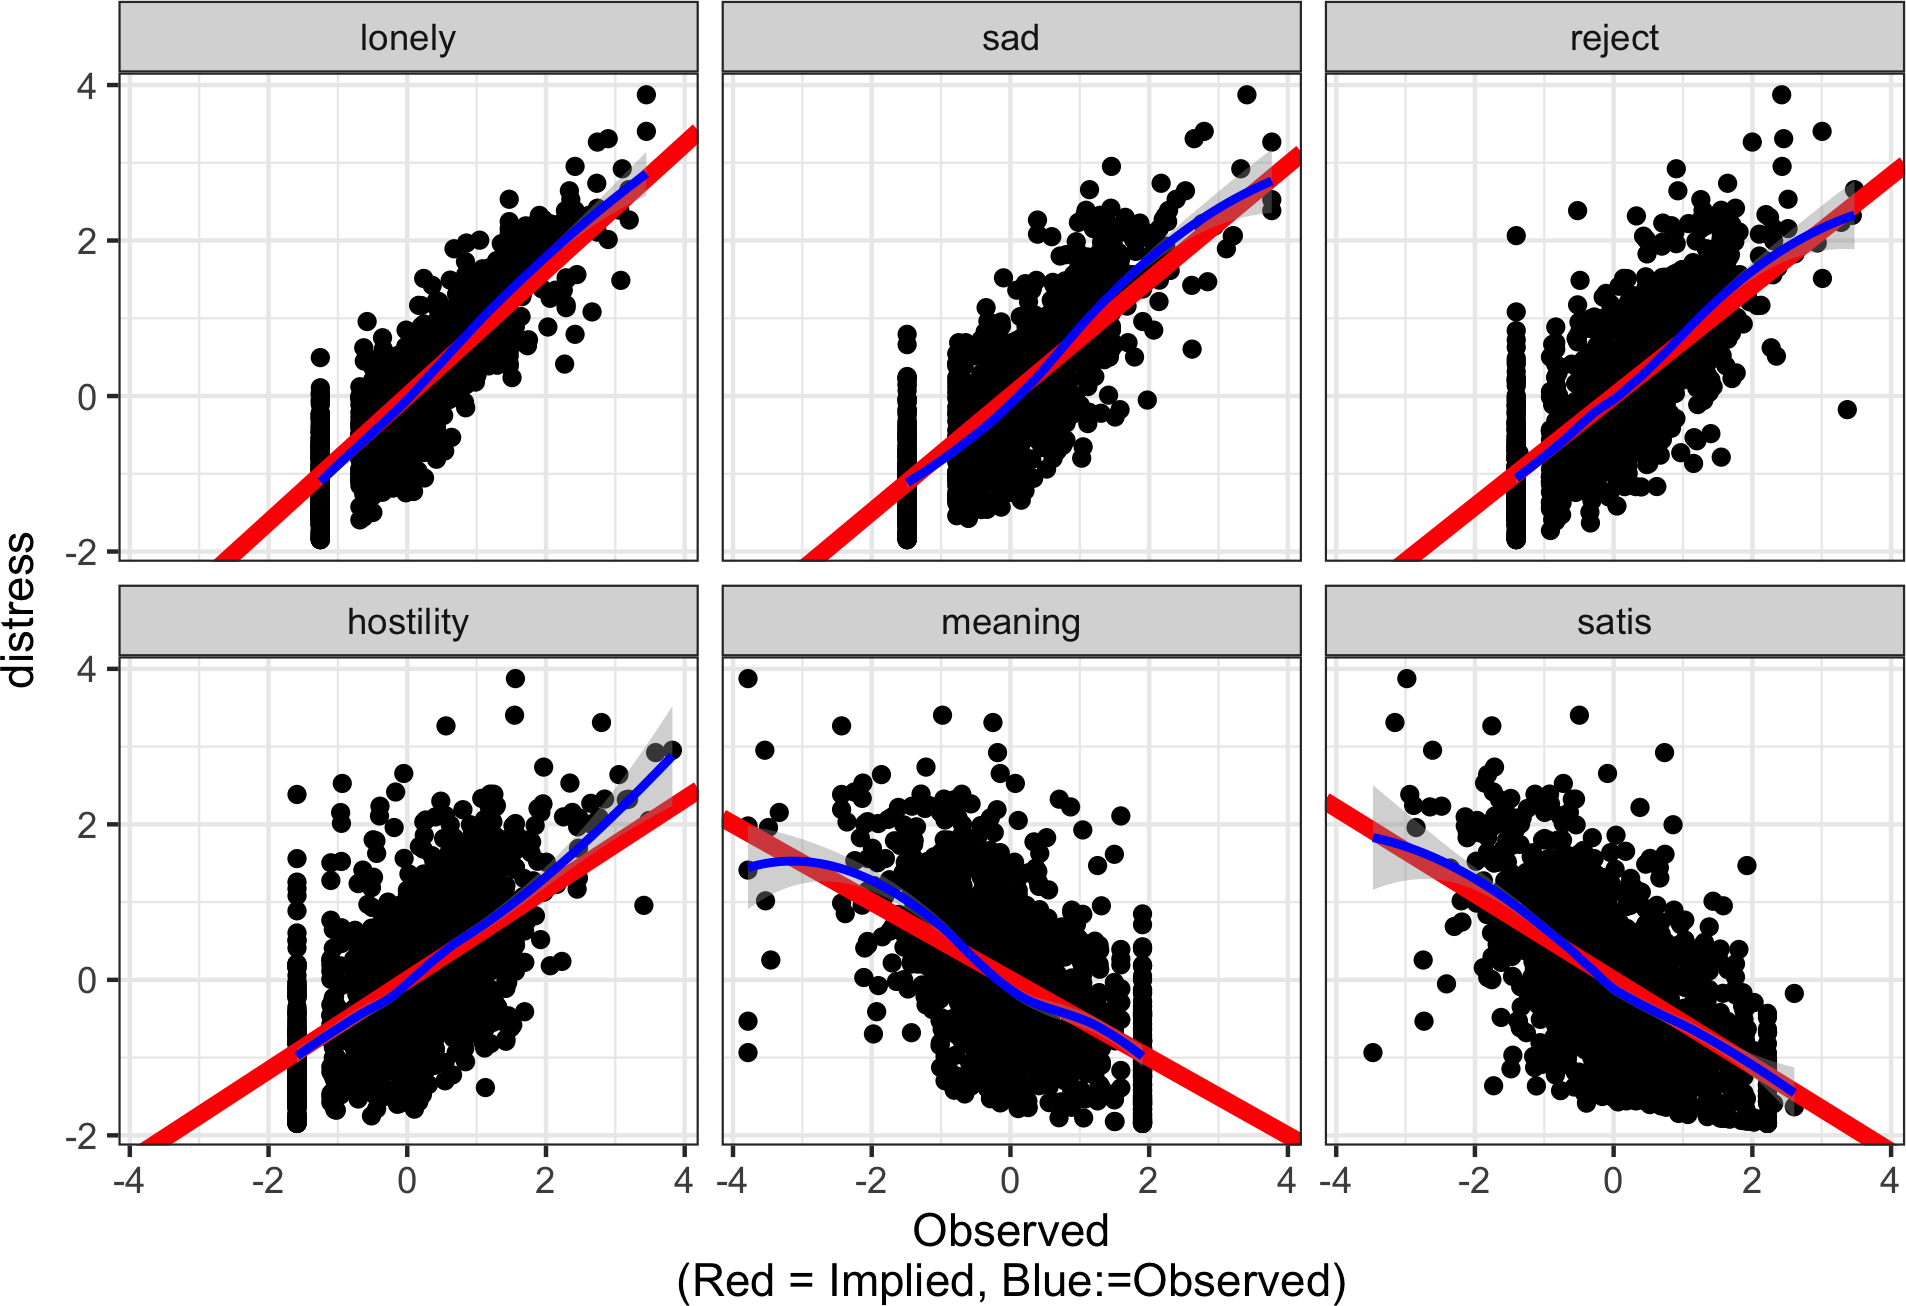 lonely sad reject
4
2
0
-2
hostility meaning satis
4
2
0
-2
distress
-4 -2 0 2 4 -4 -2 0 2 4 -4 -2 0 2 4
Observed
(Red = Implied, Blue:=Observed)